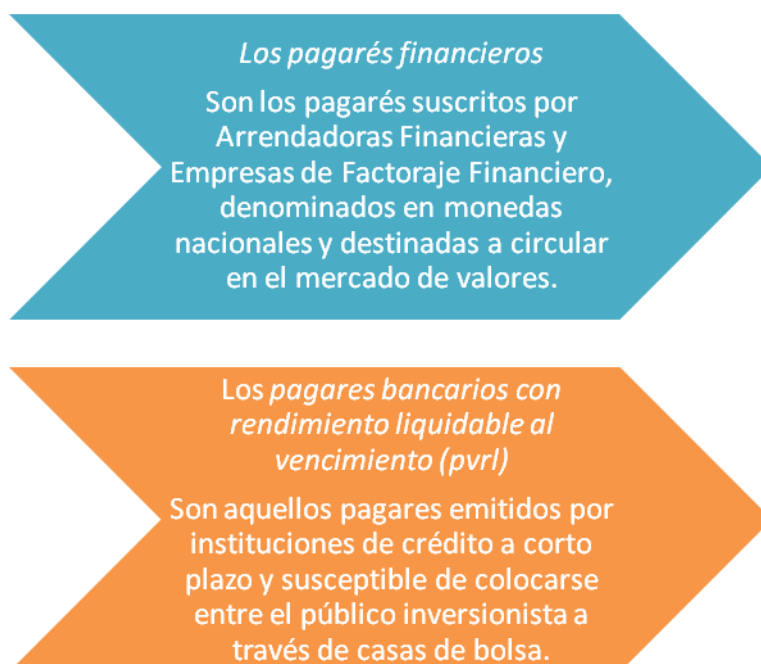 Los pagarés financieros
Son los pagarés suscritos por
Arrendadoras Financieras y
Empresas de Factoraje Financiero,
denominados en monedas
nacionales y destinadas a circular
en el mercado de valores.
Los pagares bancarios con
rendimiento liquidable al
vencimiento (pvrl)
Son aquellos pagares emitidos por
instituciones de crédito a corto
plazo y susceptible de colocarse
entre el público inversionista a
través de casas de bolsa.